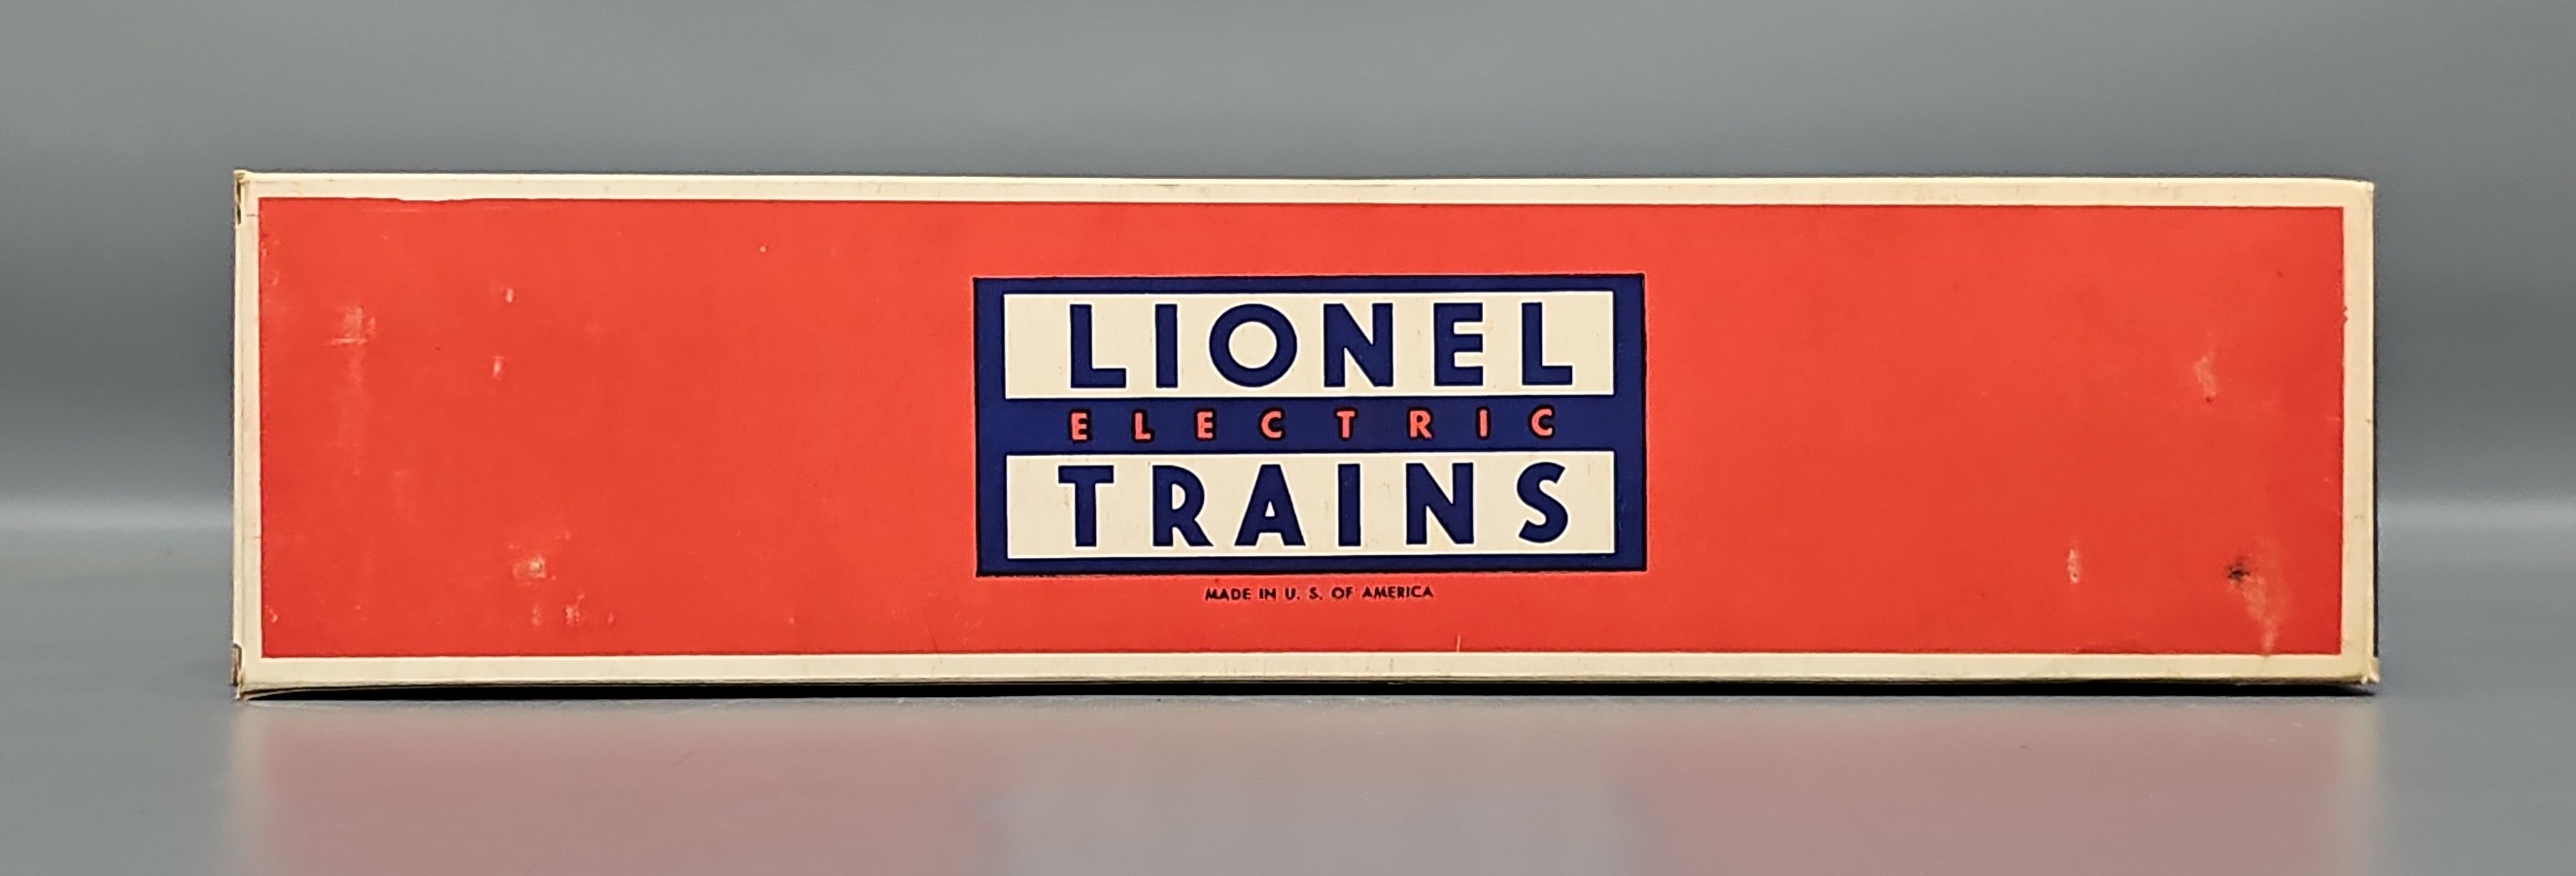 LIONEL
ELECTRIC
TRAINS
MADE IN U. S. OF AMERICA